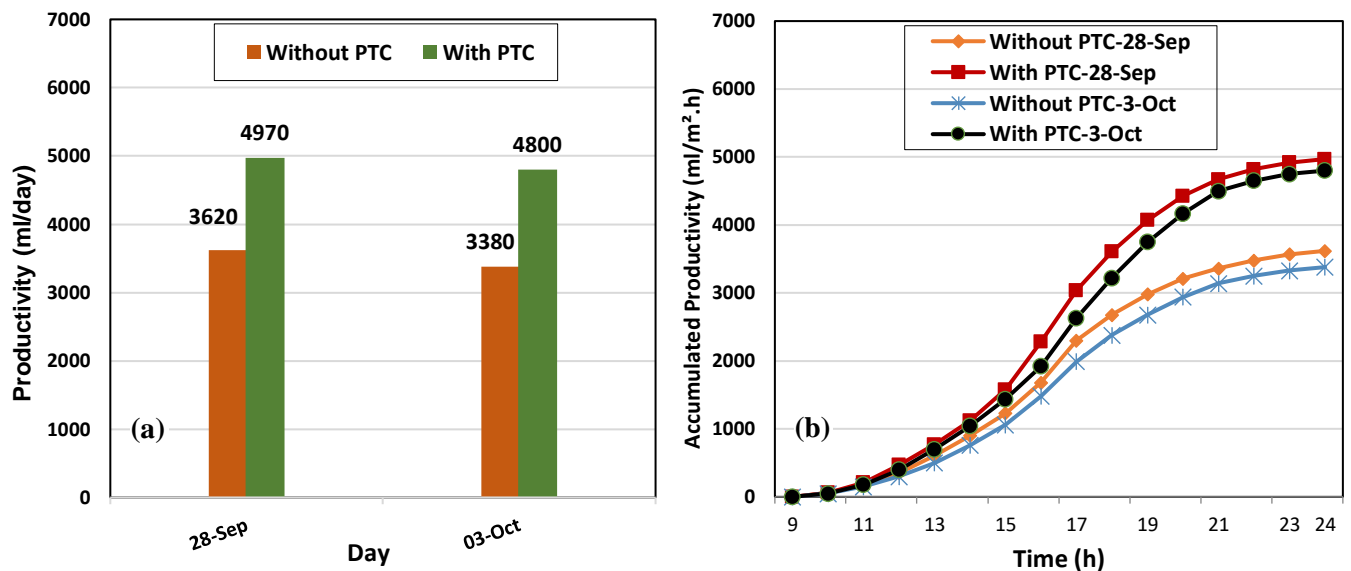 7000
6000
5000
4000
3000
2000
1000
0
Productivity (ml/day)
Without PTC With PTC
3620
4970
3380
4800
(a)
28-Sep
03-Oct
Day
7000
6000
5000
4000
3000
2000
1000
0
Accumulated Productivity (ml/m².h)
Without PTC-28-Sep
With PTC-28-Sep
Without PTC-3-Oct
With PTC-3-Oct
(b)
9 11 13 15 17 19 21 23 24
Time (h)